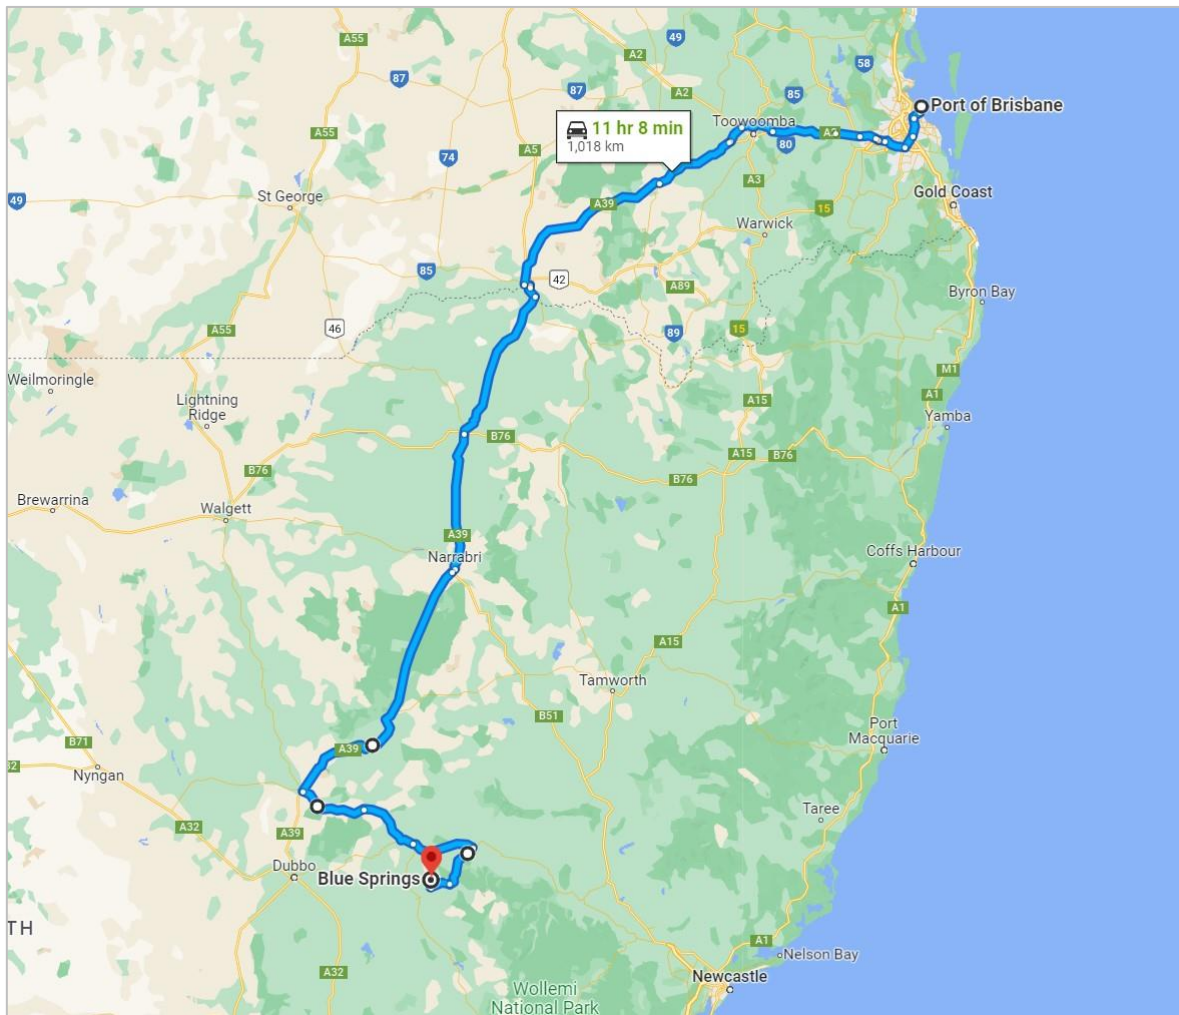 A55
49
A2
87
58
87
A2
85
Port of Brisbane
11 hr 8 min
1,018 km
Toowoomba
A2
A55
A5
80
74
A3
St George
49
A39
15
Gold Coast
Warwick
85
42
A89
Byron Bay
46
A55
89
15
M1
Weilmoringle
A1
Lightning
Ridge
A15
Yamba
B76
A15
B76
B76
B76
Brewarrina
Walgett
A39
Narrabri
Coffs Harbour
A1
A15
Tamworth
B51
Port
Macquarie
B71
A39
Nyngan
Taree
A32
A39
Dubbo
Blue Springs
TH
A1
Nelson Bay
A32
Newcastle
Wollemi
National Park